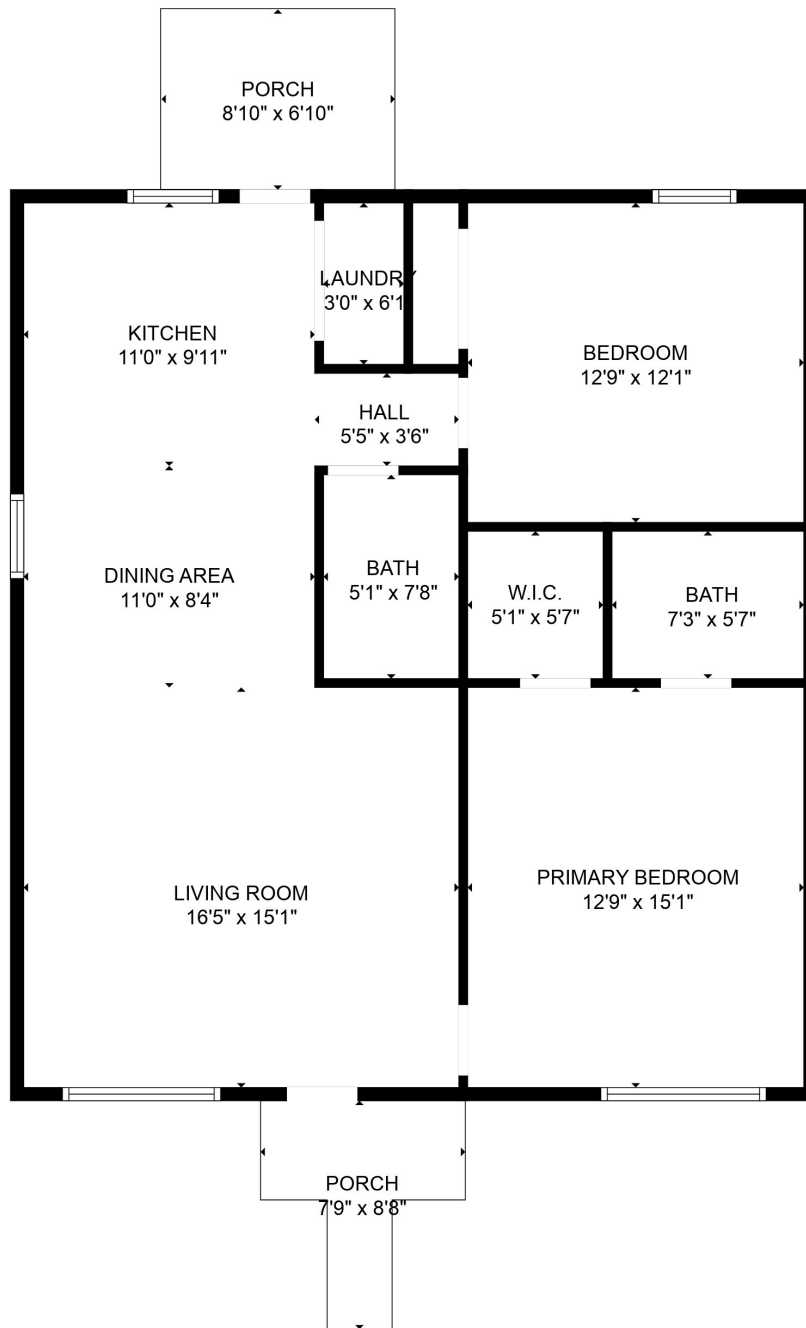 PORCH
8'10" x 6'10"
LAUNDRY
3'0" x 6'1
KITCHEN
11'0" x 9'11"
BEDROOM
12'9" x 12'1"
HALL
5'5" x 3'6"
DINING AREA
11'0" x 8'4"
BATH
5'1" x 7'8"
W.I.C.
5'1" x 5'7"
BATH
7'3" x 5'7"
LIVING ROOM
16'5" x 15'1"
PRIMARY BEDROOM
12'9" x 15'1"
PORCH
7'9" x 8'8"